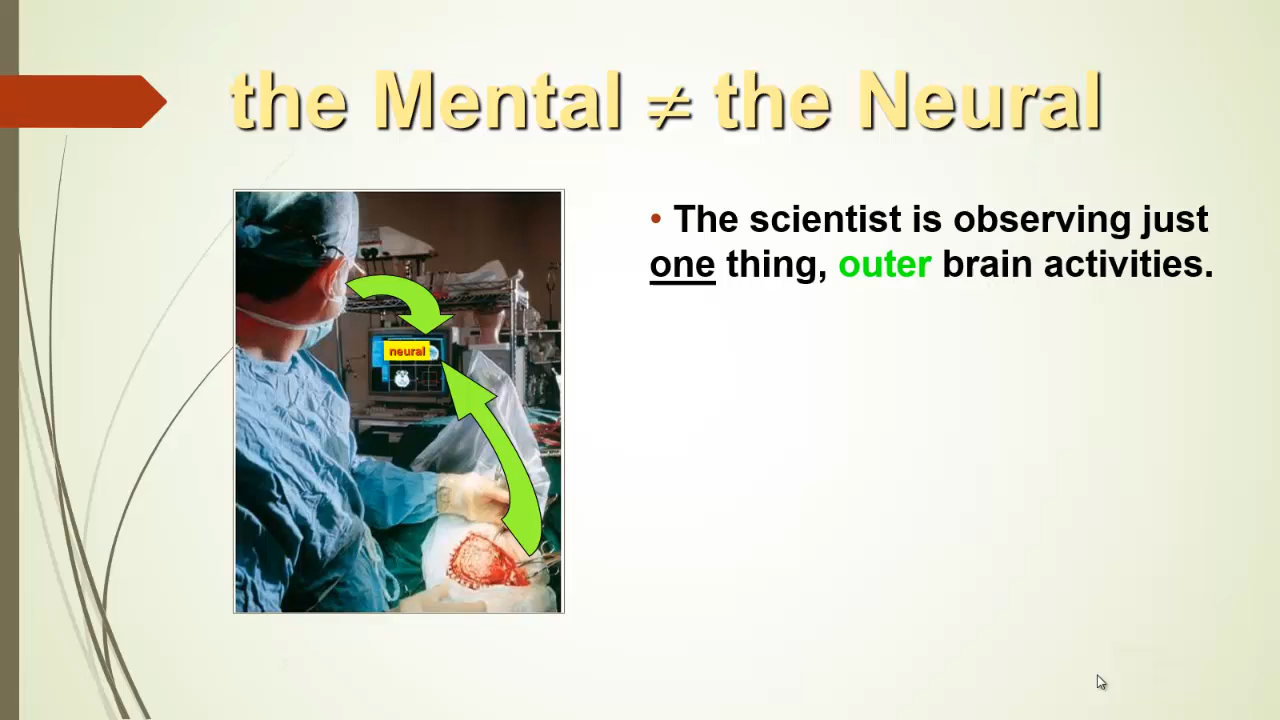 the Mental ≠ the Neural
neural
• The scientist is observing just
one thing, outer brain activities.